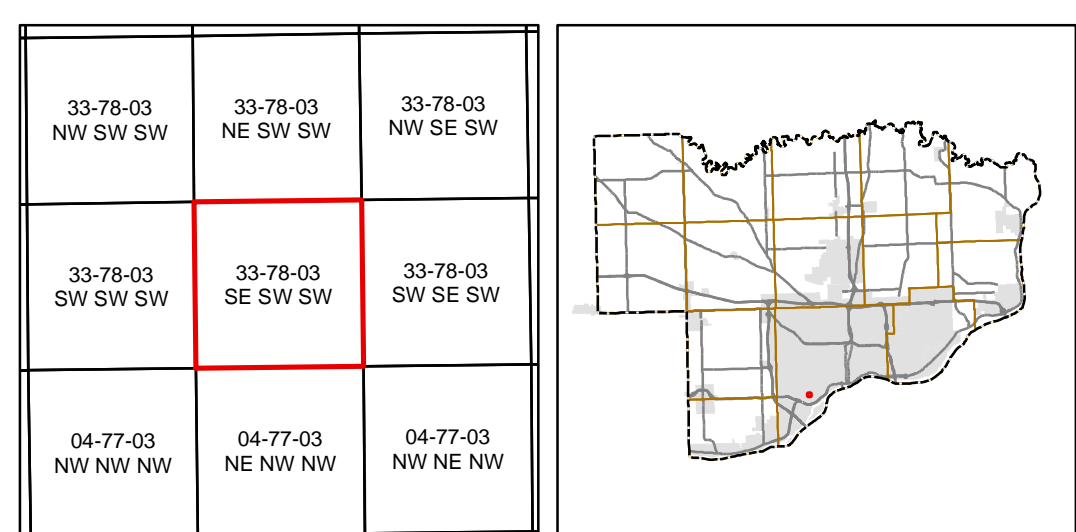 33-78-03
NW SW SW
33-78-03
NE SW SW
33-78-03
NW SE SW
33-78-03
SW SW SW
33-78-03
SE SW SW
33-78-03
SW SE SW
04-77-03
NW NW NW
04-77-03
NE NW NW
04-77-03
NW NE NW